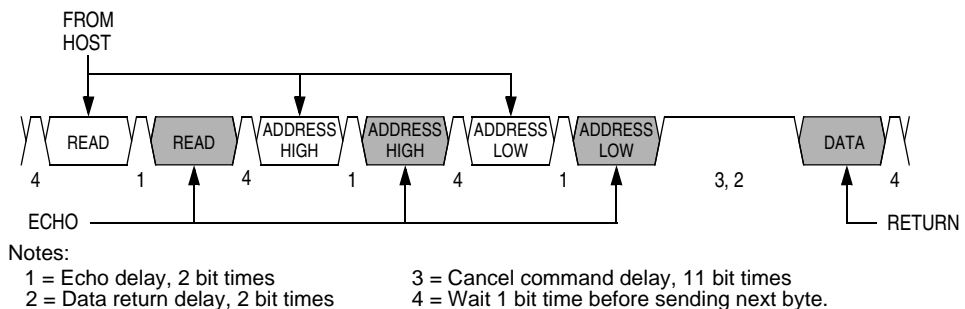 FROM
HOST
READ READ ADDRESS HIGH ADDRESS HIGH ADDRESS LOW ADDRESS LOW DATA
4 1 4 1 4 1 3, 2 4
ECHO RETURN
Notes:
1 = Echo delay, 2 bit times 3 = Cancel command delay, 11 bit times
2 = Data return delay, 2 bit times 4 = Wait 1 bit time before sending next byte.